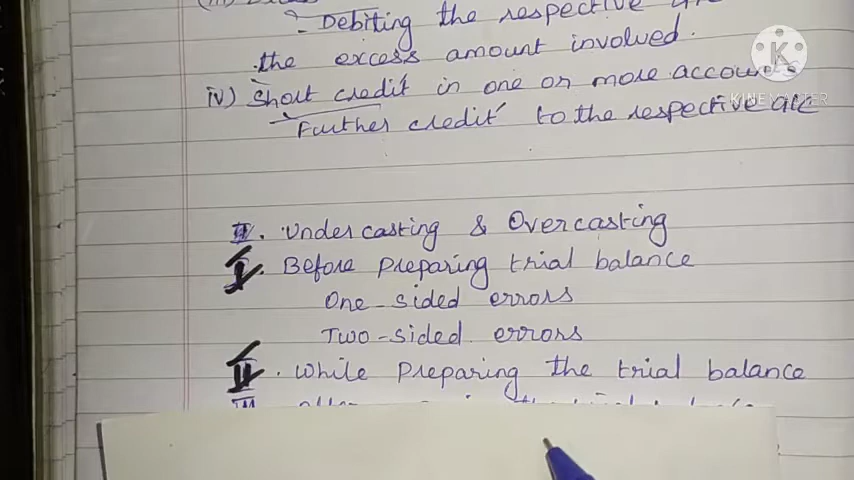 Debiting the respective
the excess amount involved.
iv) Short credit in one or more accounts
Further credit to the respective a/c
K
KINEMASTER
II. Undercasting & Overcasting
I. Before preparing trial balance
One-sided errors
Two-sided errors
II. While preparing the trial balance
III